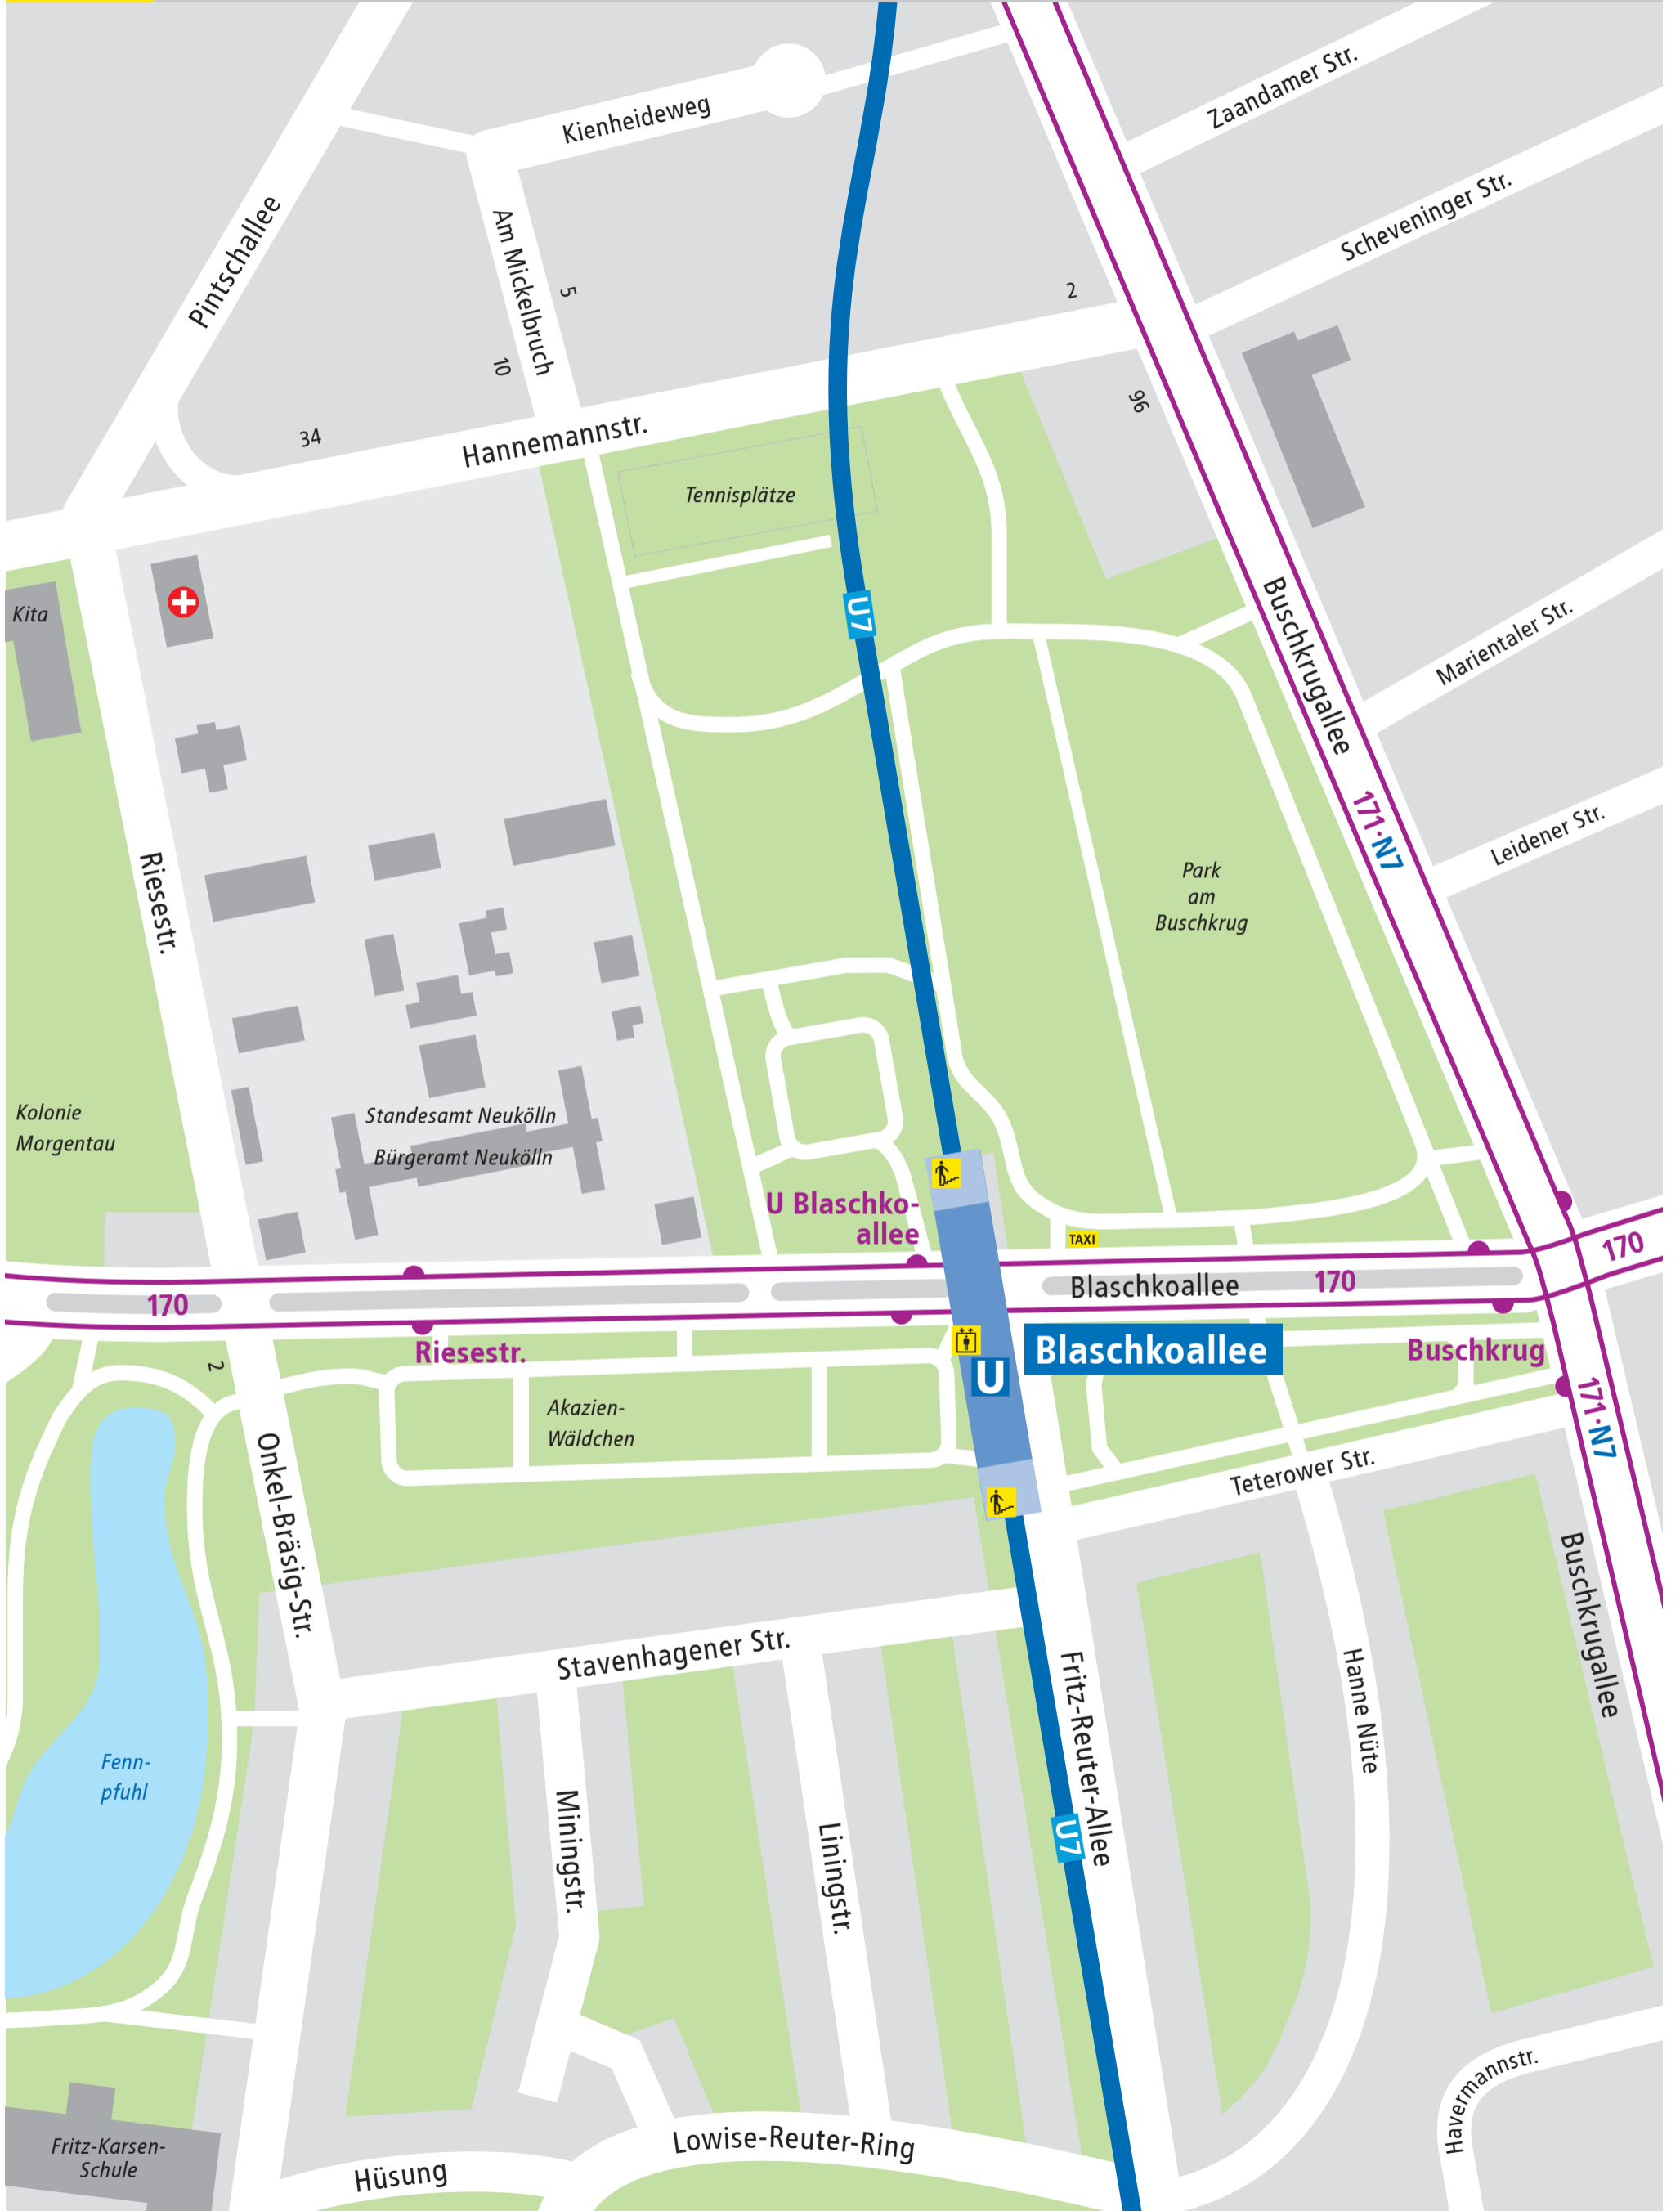 Zaandamer Str.
Kienheideweg
Scheveninger Str.
Pintschallee
Am Mickelbruch
5
2
10
96
34
Hannemannstr.
Tennisplätze
Kita
U7
Buschkrugallee
Marientaler Str.
171·N7
Leidener Str.
Riesestr.
Park
am
Buschkrug
Kolonie
Morgentau
Standesamt Neukölln
Bürgeramt Neukölln
U Blaschko-
allee
TAXI
170
Blaschkoallee
170
170
Riesestr.
U
Blaschkoallee
Buschkrug
2
171·N7
Akazien-
Wäldchen
Onkel-Bräsig-Str.
Teterower Str.
Buschkrugallee
Stavenhagener Str.
Fritz-Reuter-Allee
Hanne Nüte
Fenn-
pfuhl
Miningstr.
Liningstr.
U7
Havermannstr.
Fritz-Karsen-
Schule
Lowise-Reuter-Ring
Hüsung